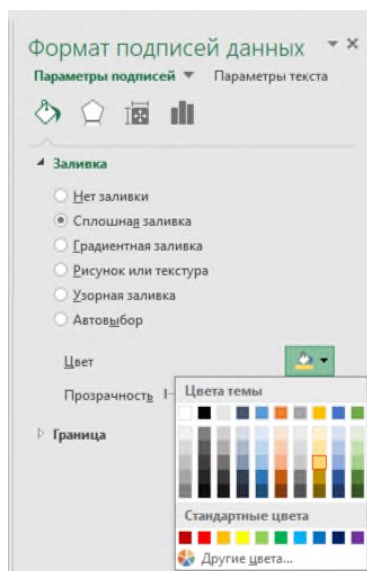 Формат подписей данных
Параметры подписей Параметры текста
Заливка
Нет заливки
Сплошная заливка
Градиентная заливка
Рисунок или текстура
Узорная заливка
Автовыбор
Цвет
Прозрачность
Цвета темы
Граница
Стандартные цвета
Другие цвета...